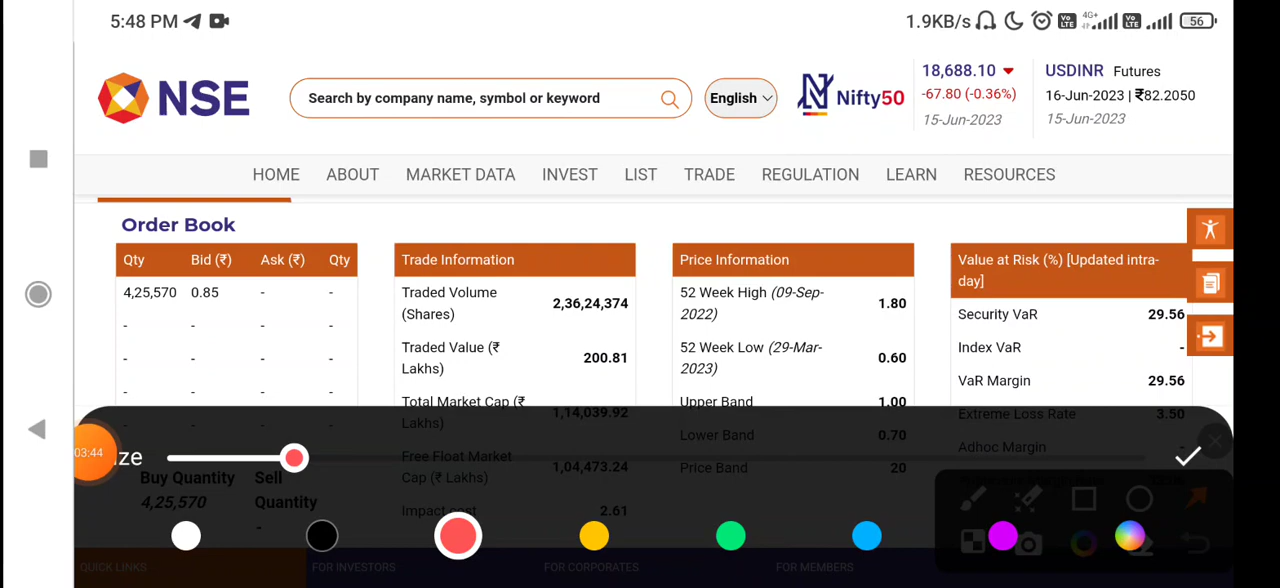 5:48 PM
1.9KB/s
4G+
Vo LTE
Vo LTE
56
NSE
Search by company name, symbol or keyword
English
Nifty50
18,688.10
-67.80 (-0.36%)
15-Jun-2023
USDINR Futures
16-Jun-2023 | ₹82.2050
15-Jun-2023
HOME ABOUT MARKET DATA INVEST LIST TRADE REGULATION LEARN RESOURCES
Order Book
Qty Bid (₹) Ask (₹) Qty
4,25,570 0.85 - -
- - - -
- - - -
- - - -
Buy Quantity
4,25,570
Sell Quantity
-
Trade Information
Traded Volume (Shares) 2,36,24,374
Traded Value (₹ Lakhs) 200.81
Total Market Cap (₹ Lakhs) 1,14,039.92
Free Float Market Cap (₹ Lakhs) 1,04,473.24
Impact cost 2.61
Price Information
52 Week High (09-Sep-2022) 1.80
52 Week Low (29-Mar-2023) 0.60
Upper Band 1.00
Lower Band 0.70
Price Band 20
Value at Risk (%) [Updated intra-day]
Security VaR 29.56
Index VaR -
VaR Margin 29.56
Extreme Loss Rate 3.50
Adhoc Margin -
03:44
ize
QUICK LINKS FOR INVESTORS FOR CORPORATES FOR MEMBERS